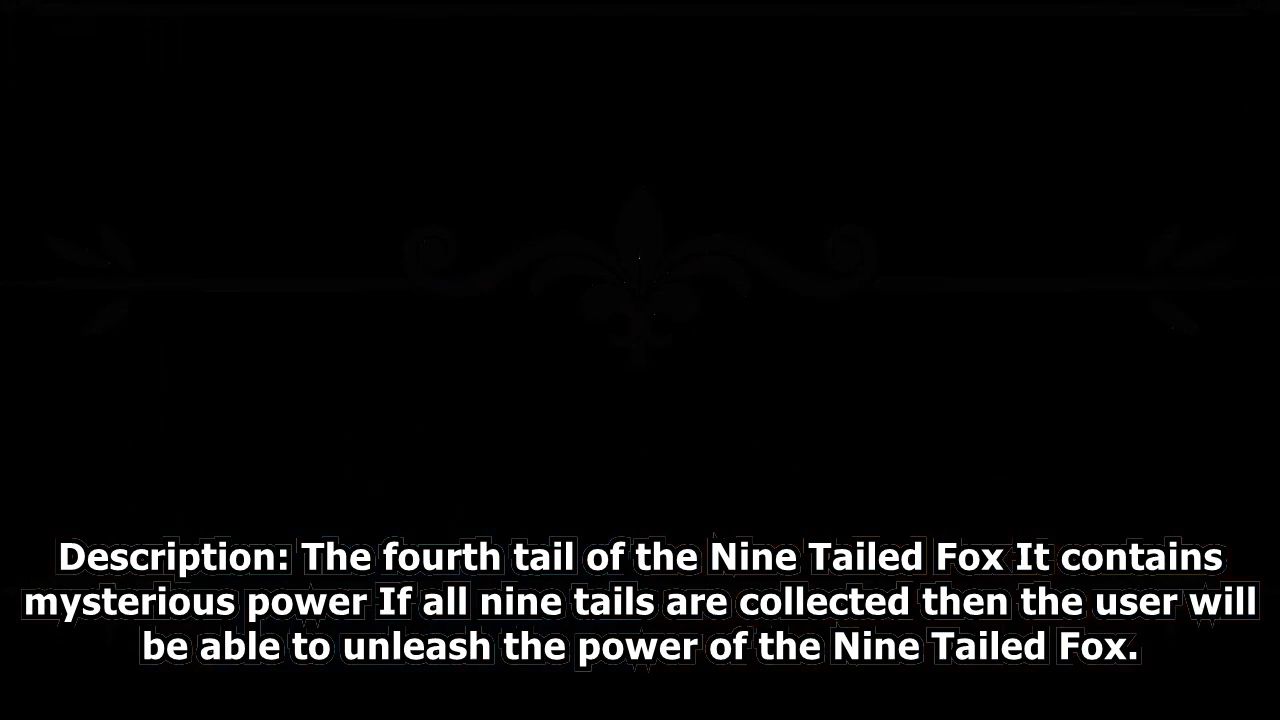 Description: The fourth tail of the Nine Tailed Fox It contains
mysterious power If all nine tails are collected then the user will
be able to unleash the power of the Nine Tailed Fox.